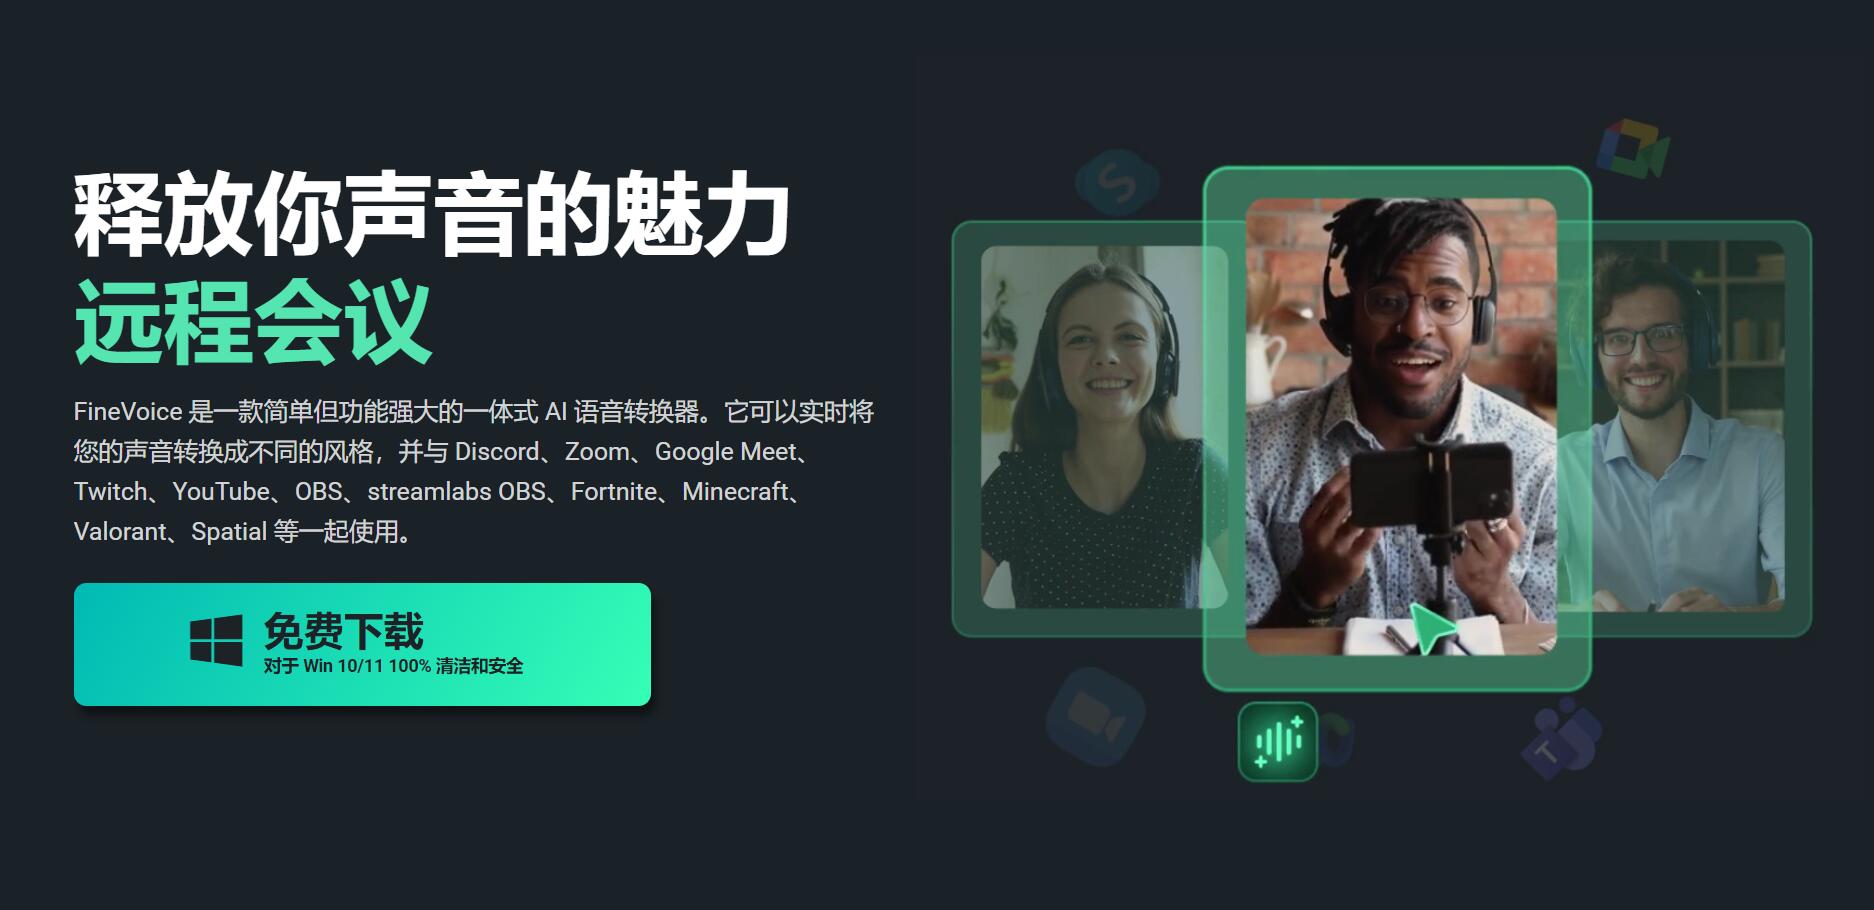 释放你声音的魅力
远程会议
FineVoice 是一款简单但功能强大的一体式 AI 语音转换器。它可以实时将
您的声音转换成不同的风格，并与 Discord、Zoom、Google Meet、
Twitch、YouTube、OBS、streamlabs OBS、Fortnite、Minecraft、
Valorant、Spatial 等一起使用。
免费下载
对于 Win 10/11 100% 清洁和安全
S
T